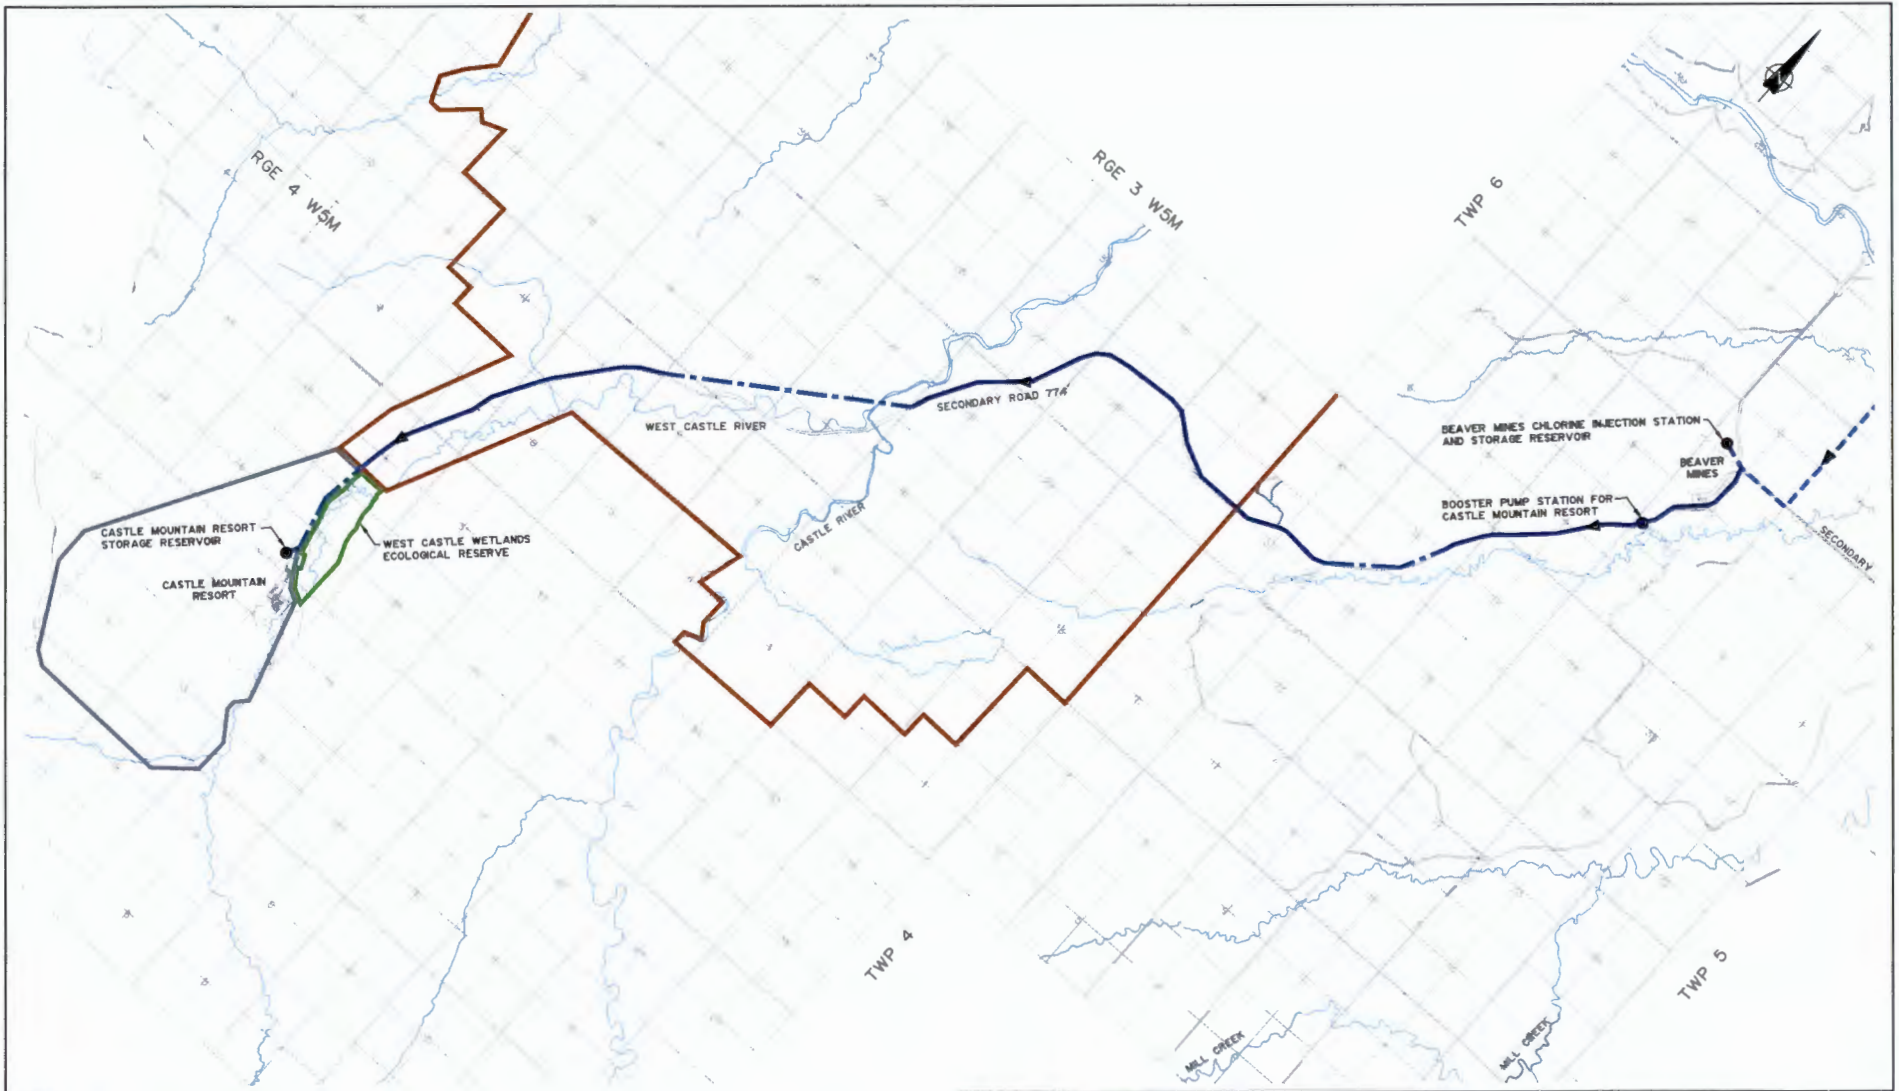 RGE 4 W5M
RGE 3 W5M
TWP 6
SECONDARY ROAD 774
WEST CASTLE RIVER
BEAVER MINES CHLORINE INJECTION STATION
AND STORAGE RESERVOIR
BEAVER
MINES
BOOSTER PUMP STATION FOR
CASTLE MOUNTAIN RESORT
SECONDARY
CASTLE RIVER
CASTLE MOUNTAIN RESORT
STORAGE RESERVOIR
WEST CASTLE WETLANDS
ECOLOGICAL RESERVE
CASTLE MOUNTAIN
RESORT
TWP 4
TWP 5
MILL CREEK
MILL CREEK